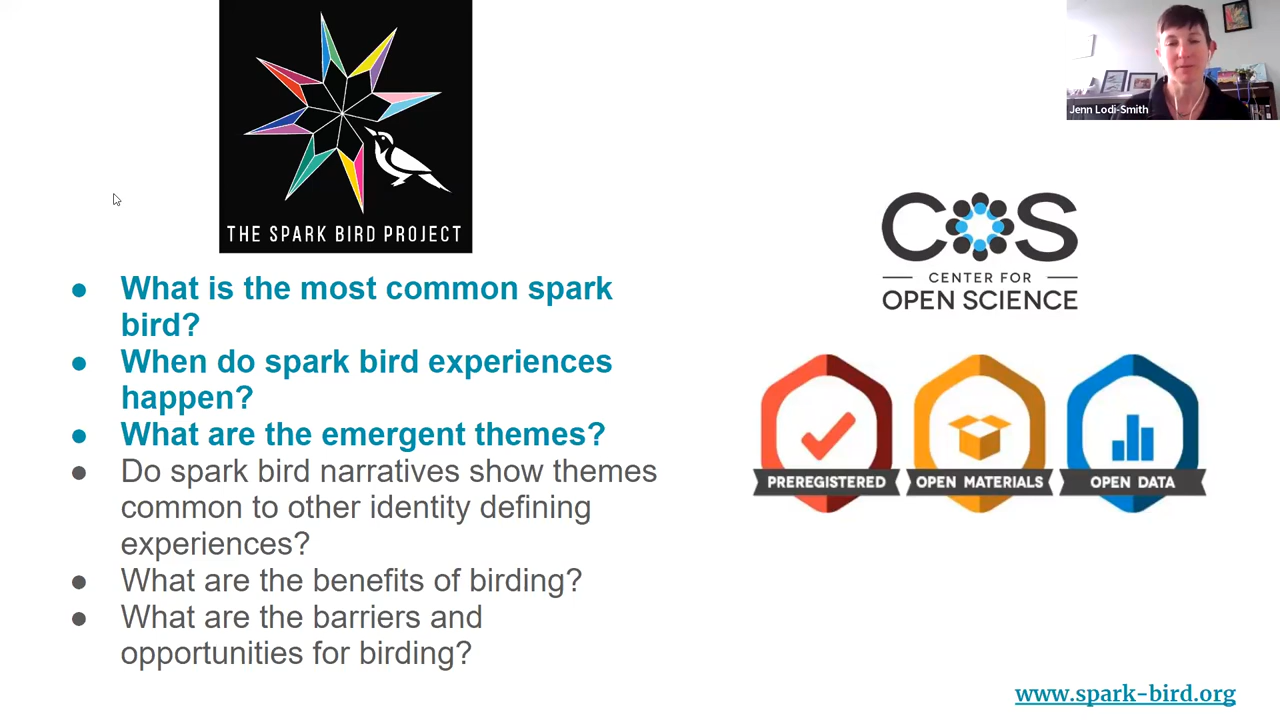 THE SPARK BIRD PROJECT
Jenn Lodi-Smith
COS
CENTER FOR
OPEN SCIENCE
PREREGISTERED
OPEN MATERIALS
OPEN DATA
• What is the most common spark
bird?
• When do spark bird experiences
happen?
• What are the emergent themes?
• Do spark bird narratives show themes
common to other identity defining
experiences?
• What are the benefits of birding?
• What are the barriers and
opportunities for birding?
www.spark-bird.org